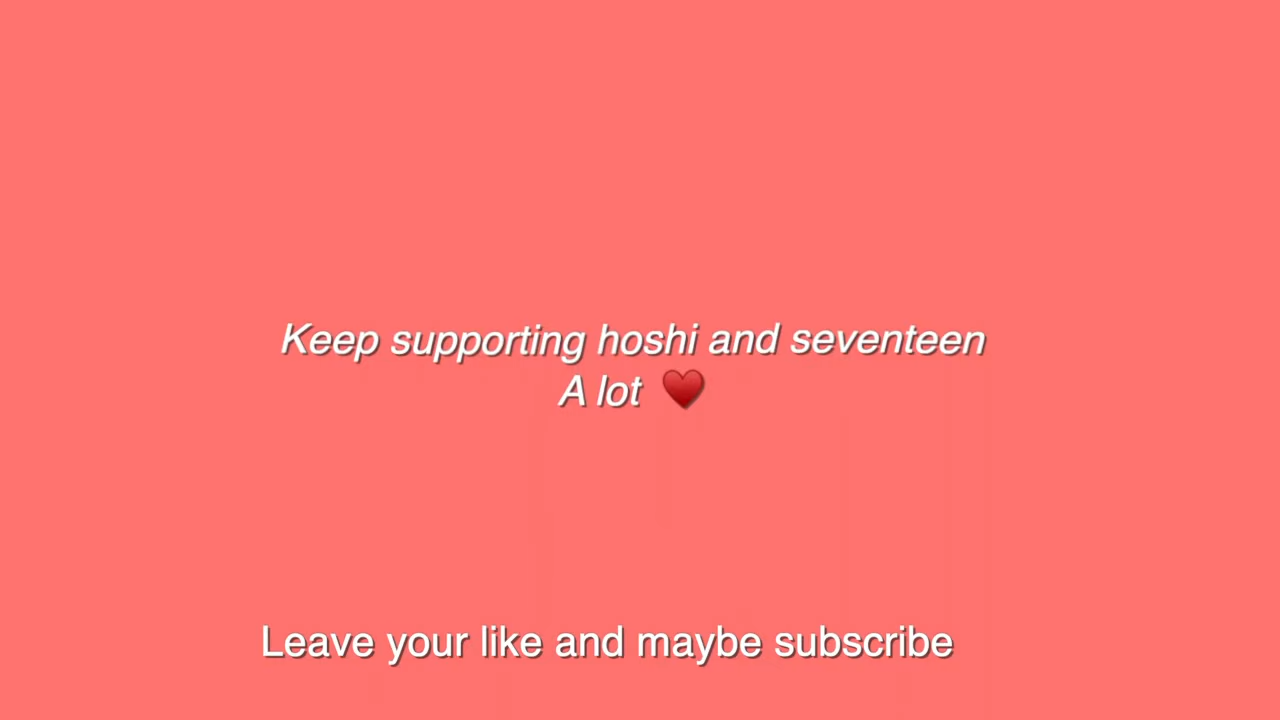 Keep supporting hoshi and seventeen
A lot ♥️
Leave your like and maybe subscribe